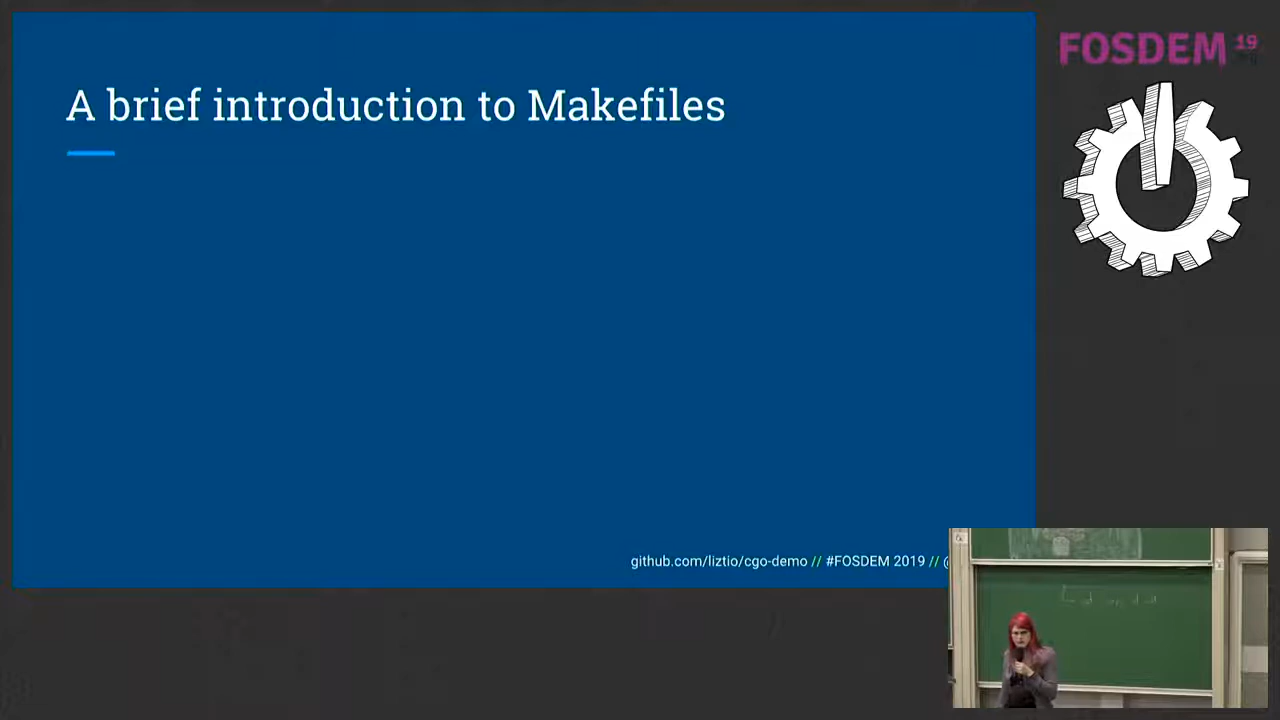 A brief introduction to Makefiles
FOSDEM 19
github.com/liztio/cgo-demo // #FOSDEM 2019 // @